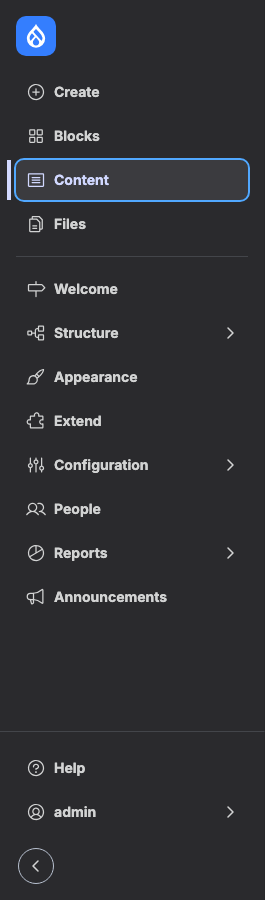 Create
Blocks
Content
Files
Welcome
Structure
Appearance
Extend
Configuration
People
Reports
Announcements
Help
admin